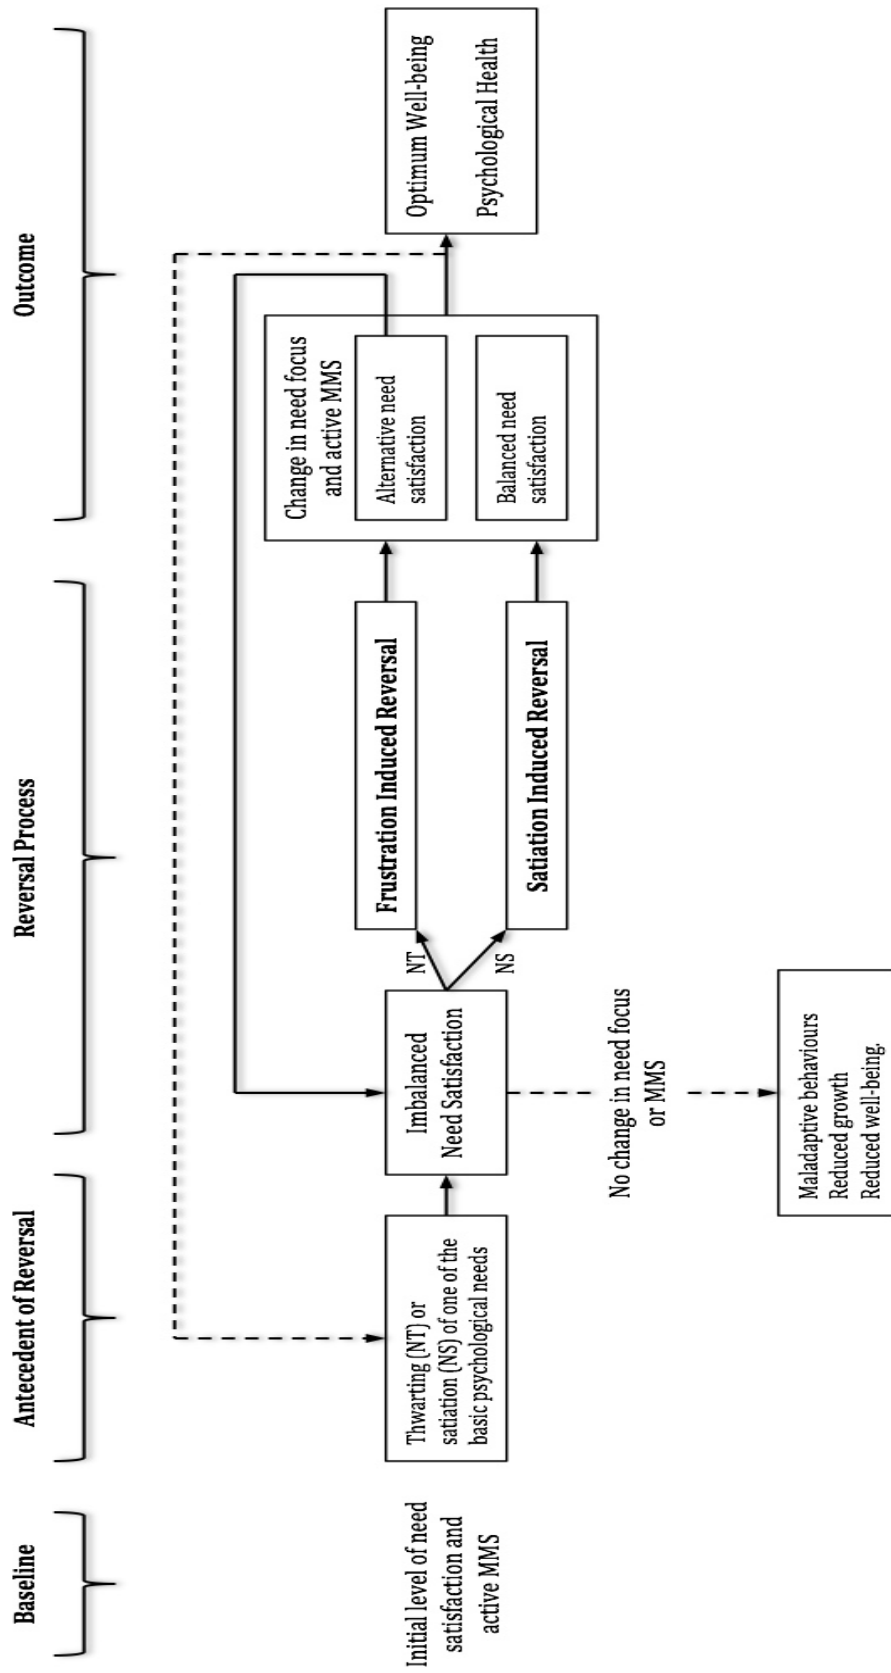 Baseline
Antecedent of Reversal
Reversal Process
Outcome
Initial level of need
satisfaction and
active MMS
Thwarting (NT) or
satiation (NS) of one of the
basic psychological needs
Imbalanced
Need Satisfaction
NT
NS
Frustration Induced Reversal
Satiation Induced Reversal
Change in need focus
and active MMS
Alternative need
satisfaction
Balanced need
satisfaction
Optimum Well-being
Psychological Health
No change in need focus
or MMS
Maladaptive behaviours
Reduced growth
Reduced well-being.